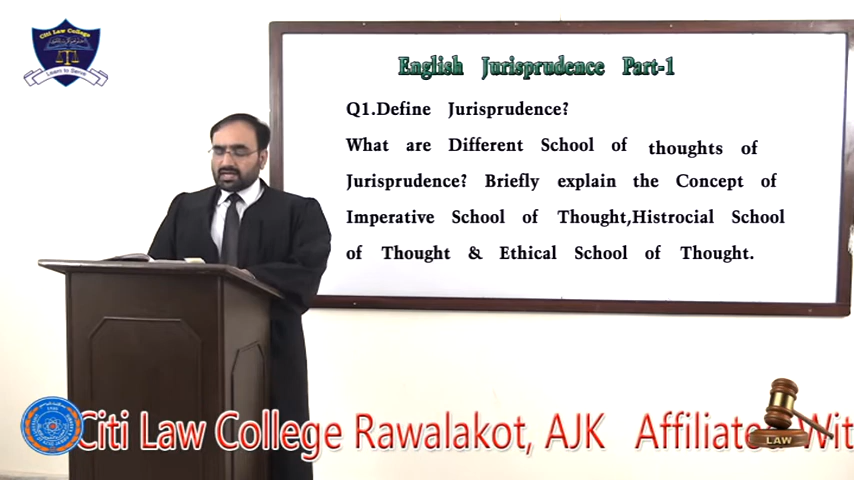 Citi Law College
Learn to Serve
English Jurisprudence Part-1
Q1.Define Jurisprudence?
What are Different School of thoughts of
Jurisprudence? Briefly explain the Concept of
Imperative School of Thought,Histrocial School
of Thought & Ethical School of Thought.
Citi Law College Rawalakot, AJK Affiliated Wit
LAW